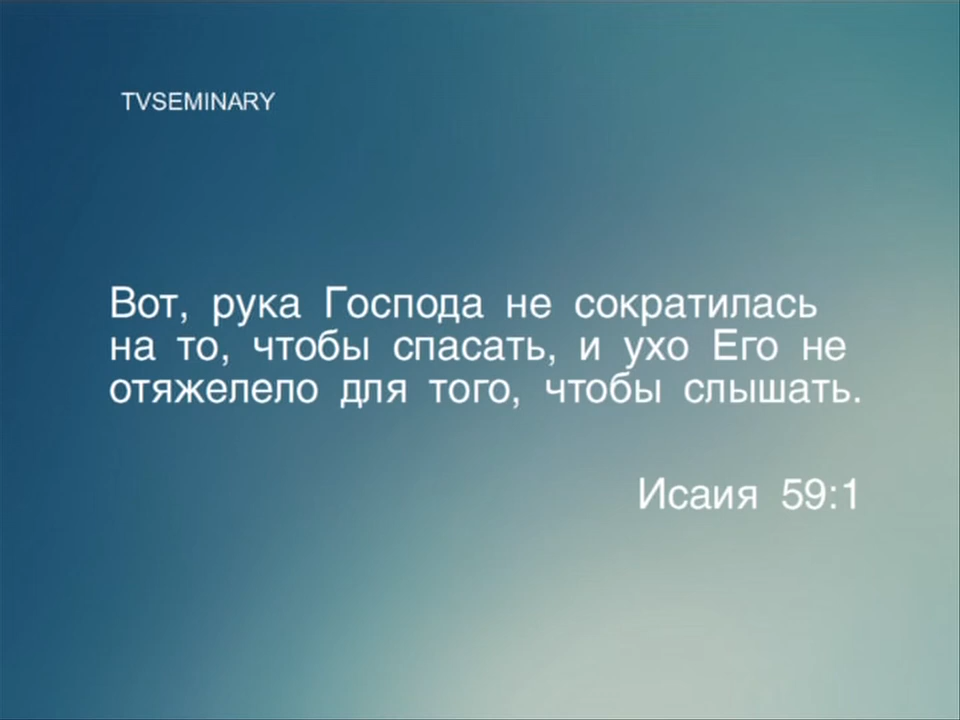 TVSEMINARY
Вот, рука Господа не сократилась
на то, чтобы спасать, и ухо Его не
отяжелело для того, чтобы слышать.
Исаия 59:1